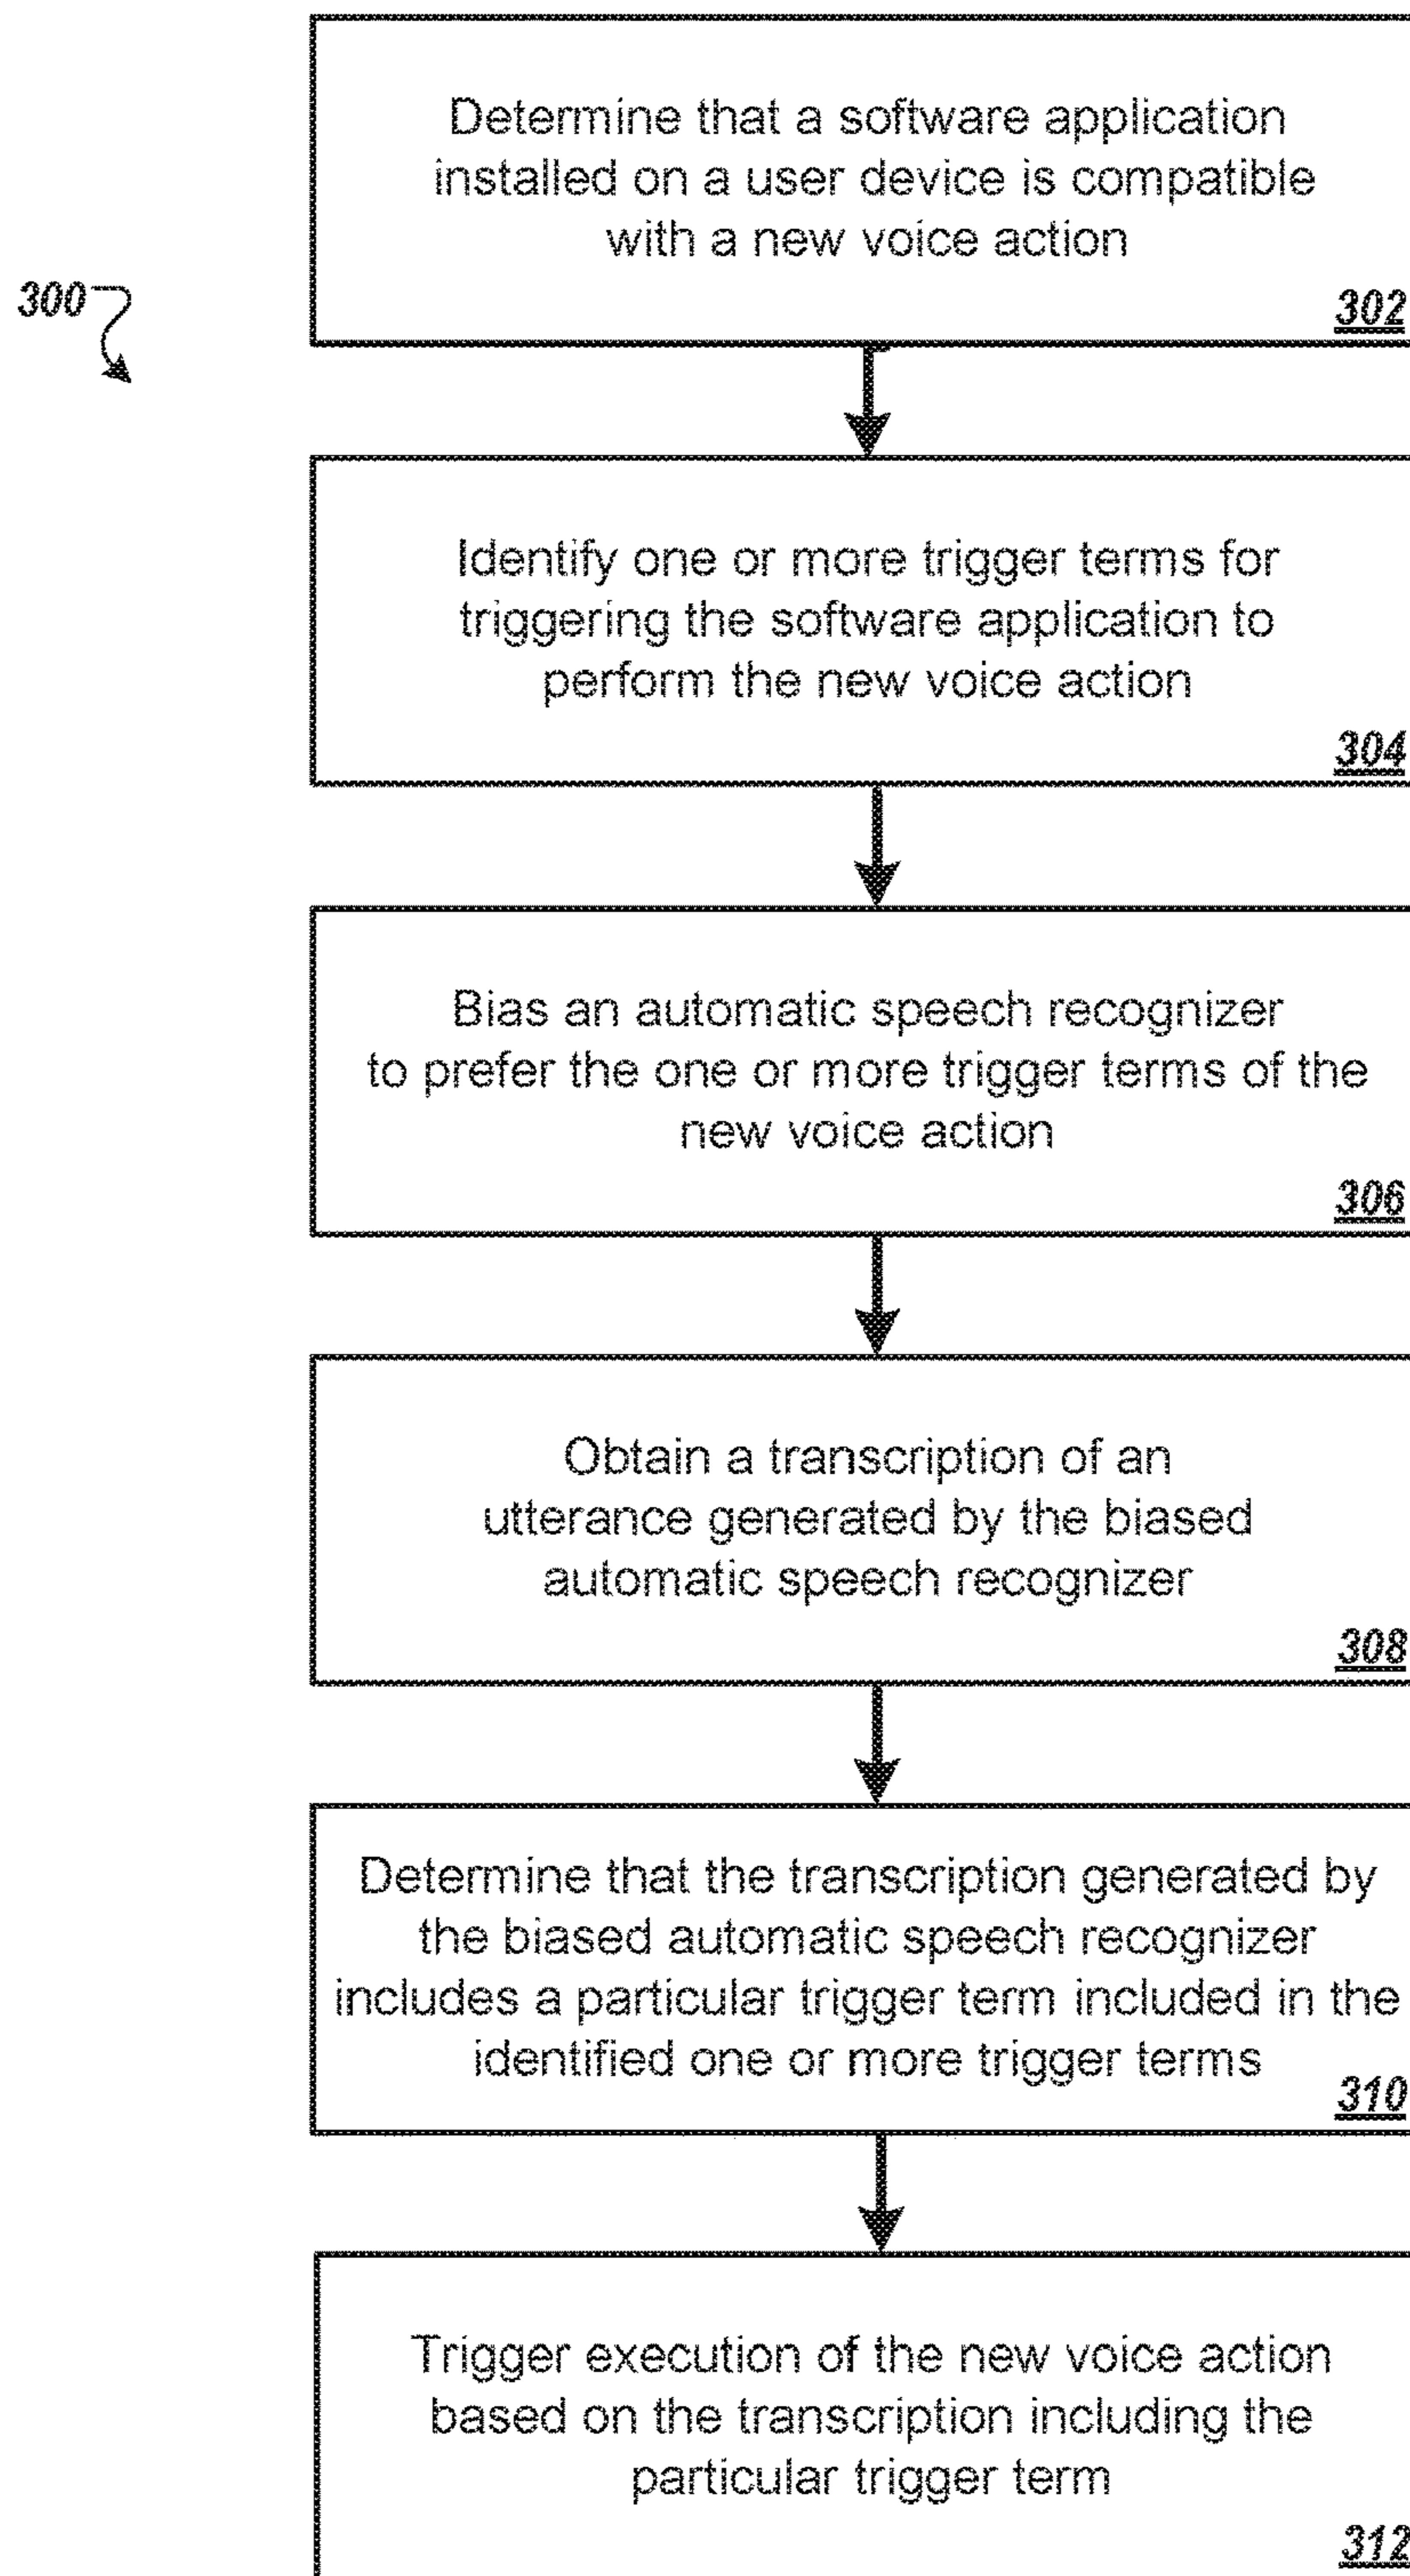 Determine that a software application
installed on a user device is compatible
with a new voice action
302
300
Identify one or more trigger terms for
triggering the software application to
perform the new voice action
304
Bias an automatic speech recognizer
to prefer the one or more trigger terms of the
new voice action
306
Obtain a transcription of an
utterance generated by the biased
automatic speech recognizer
308
Determine that the transcription generated by
the biased automatic speech recognizer
includes a particular trigger term included in the
identified one or more trigger terms
310
Trigger execution of the new voice action
based on the transcription including the
particular trigger term
312